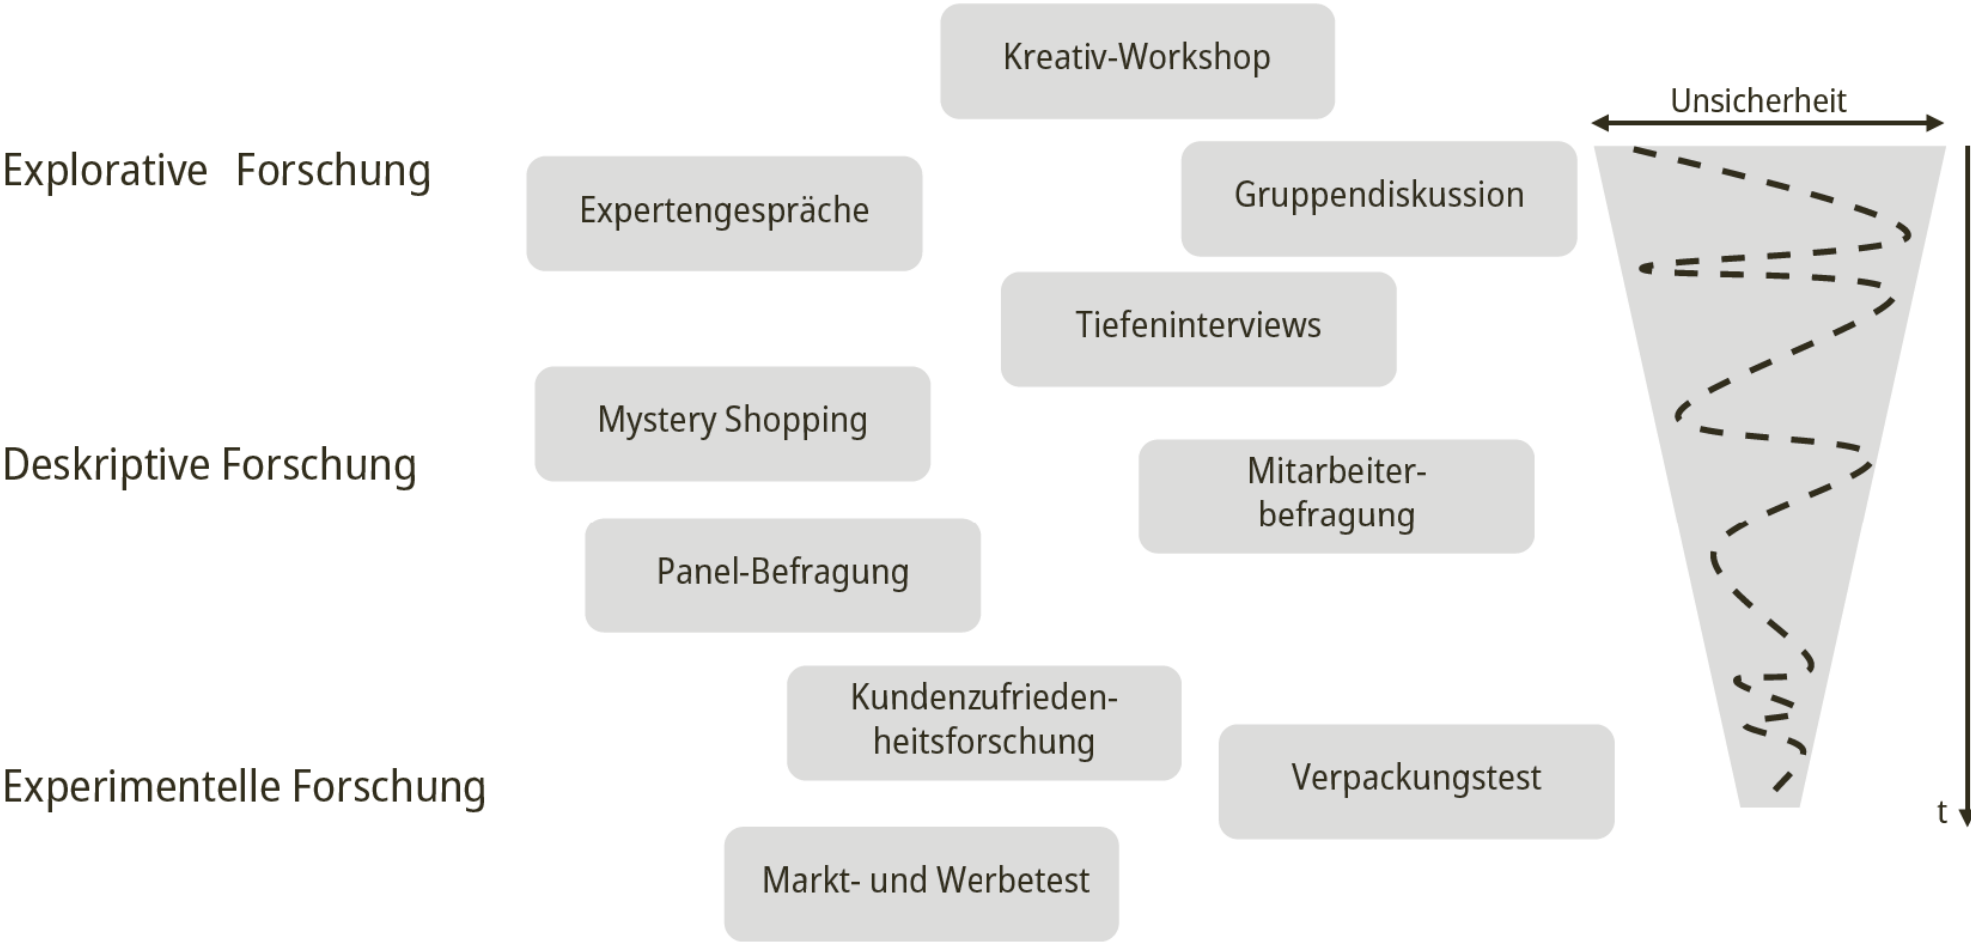 Kreativ-Workshop
Unsicherheit
Explorative Forschung
Expertengespräche
Gruppendiskussion
Tiefeninterviews
Mystery Shopping
Deskriptive Forschung
Mitarbeiter-
befragung
Panel-Befragung
Kundenzufrieden-
heitsforschung
Experimentelle Forschung
Verpackungstest
t
Markt- und Werbetest